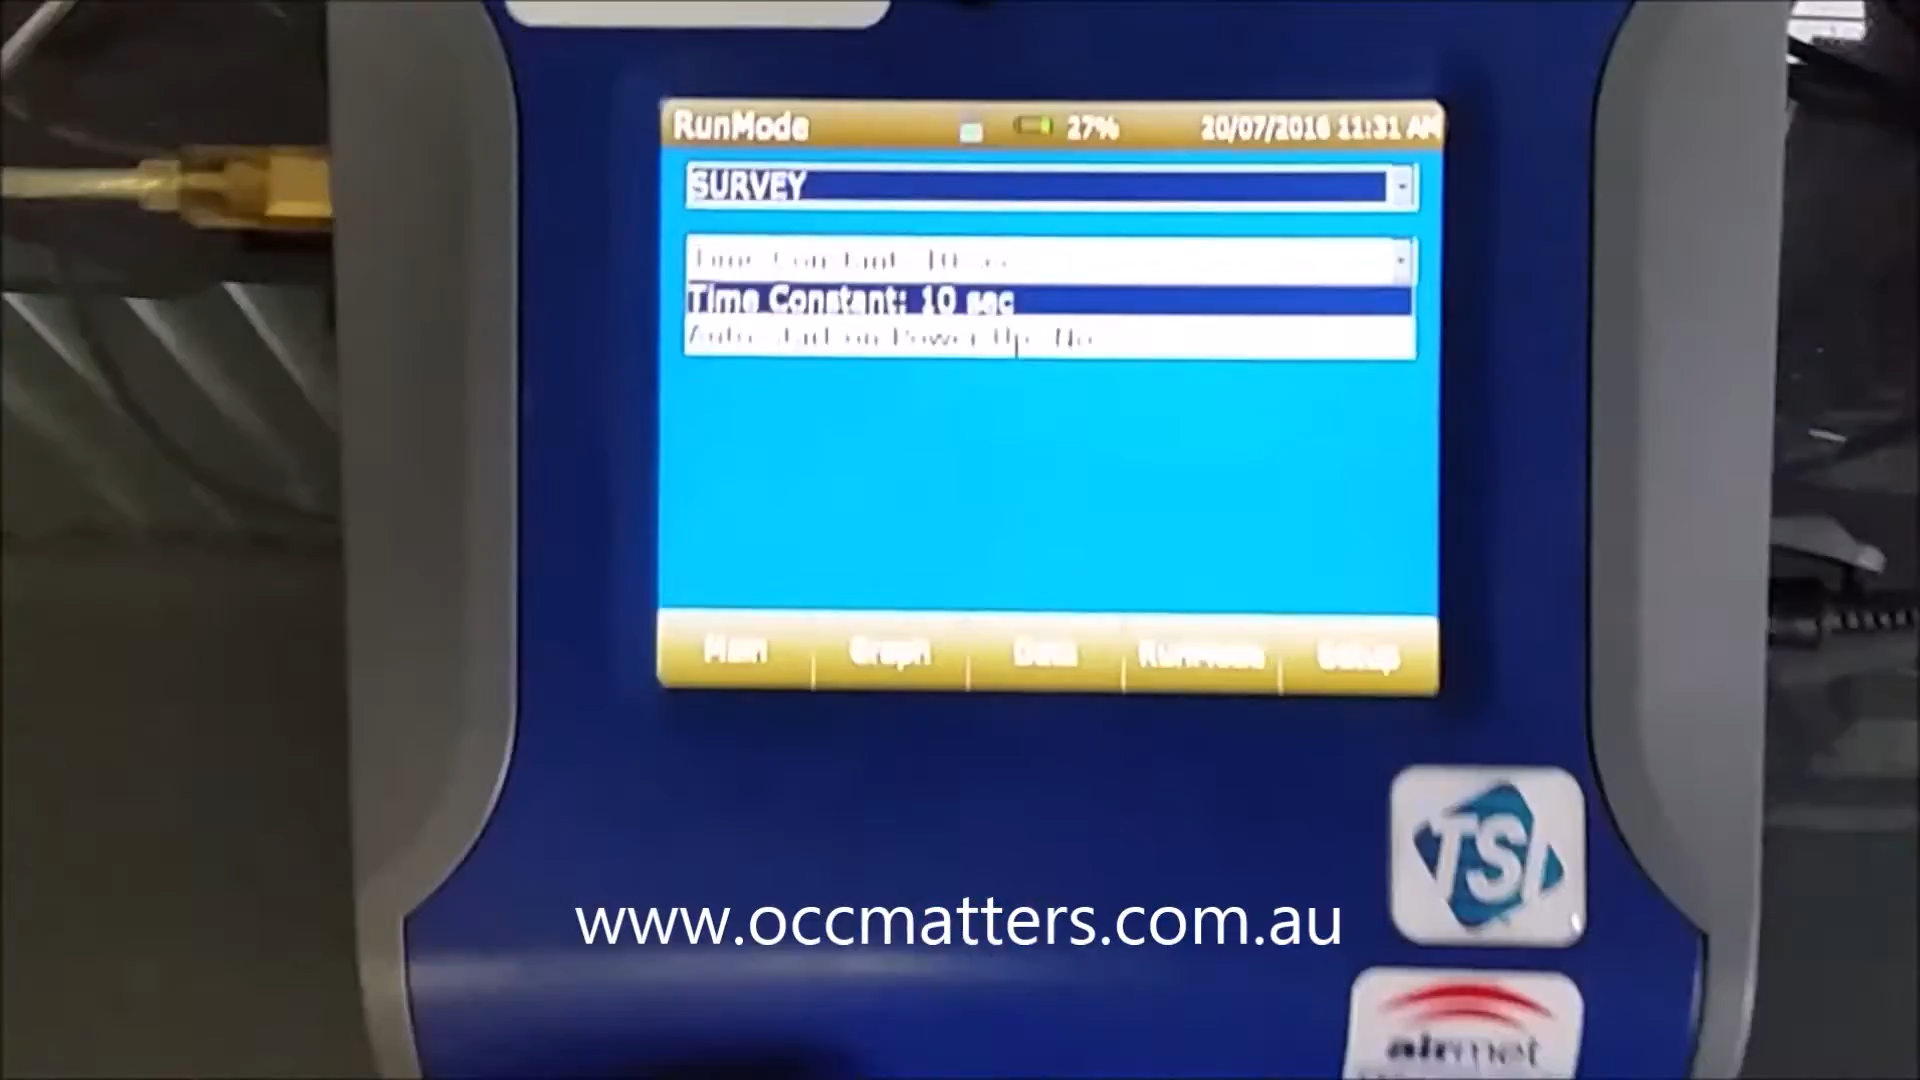 RunMode 27% 20/07/2016 11:31 AM
SURVEY
Time Constant: 10 sec
Time Constant: 10 sec
Auto-start on Power Up: No
Main Graph Data RunMode Setup
TSI
www.occmatters.com.au
airmet